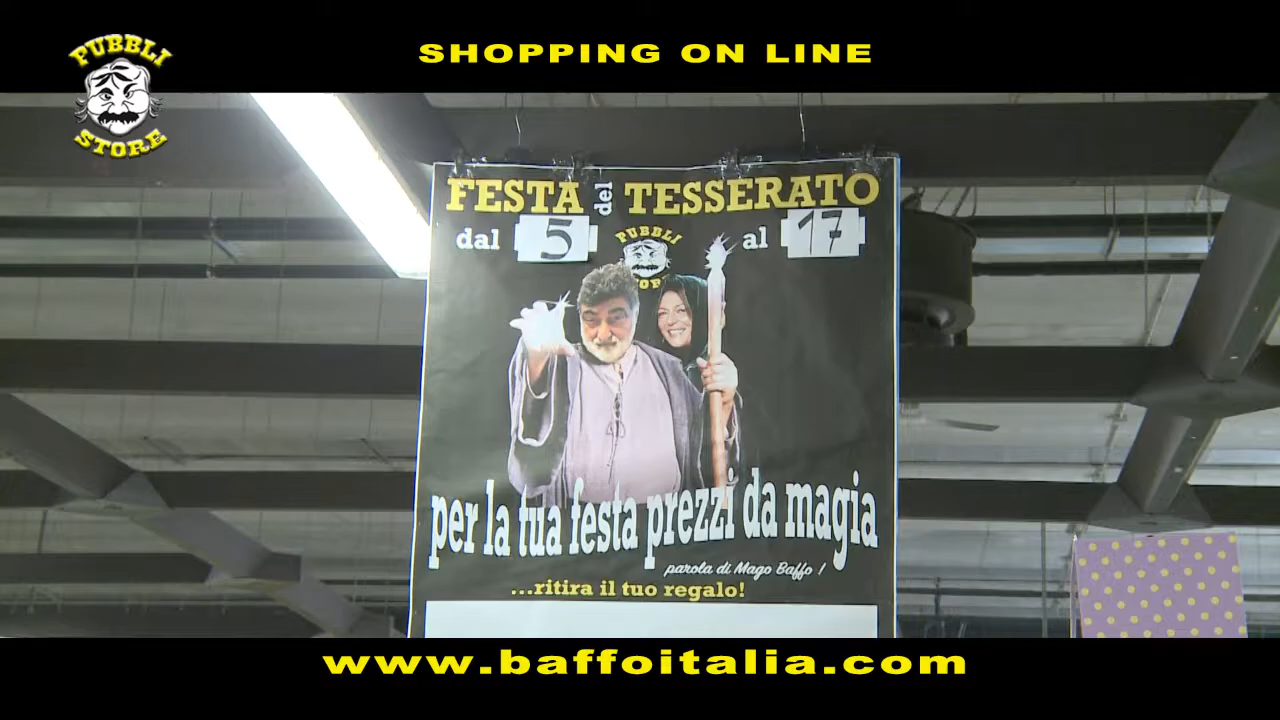 PUBBLI
STORE
SHOPPING ON LINE
FESTA del TESSERATO
dal 5 al 17
PUBBLI
STORE
per la tua festa prezzi da magia
parola di Mago Baffo !
...ritira il tuo regalo!
www.baffoitalia.com